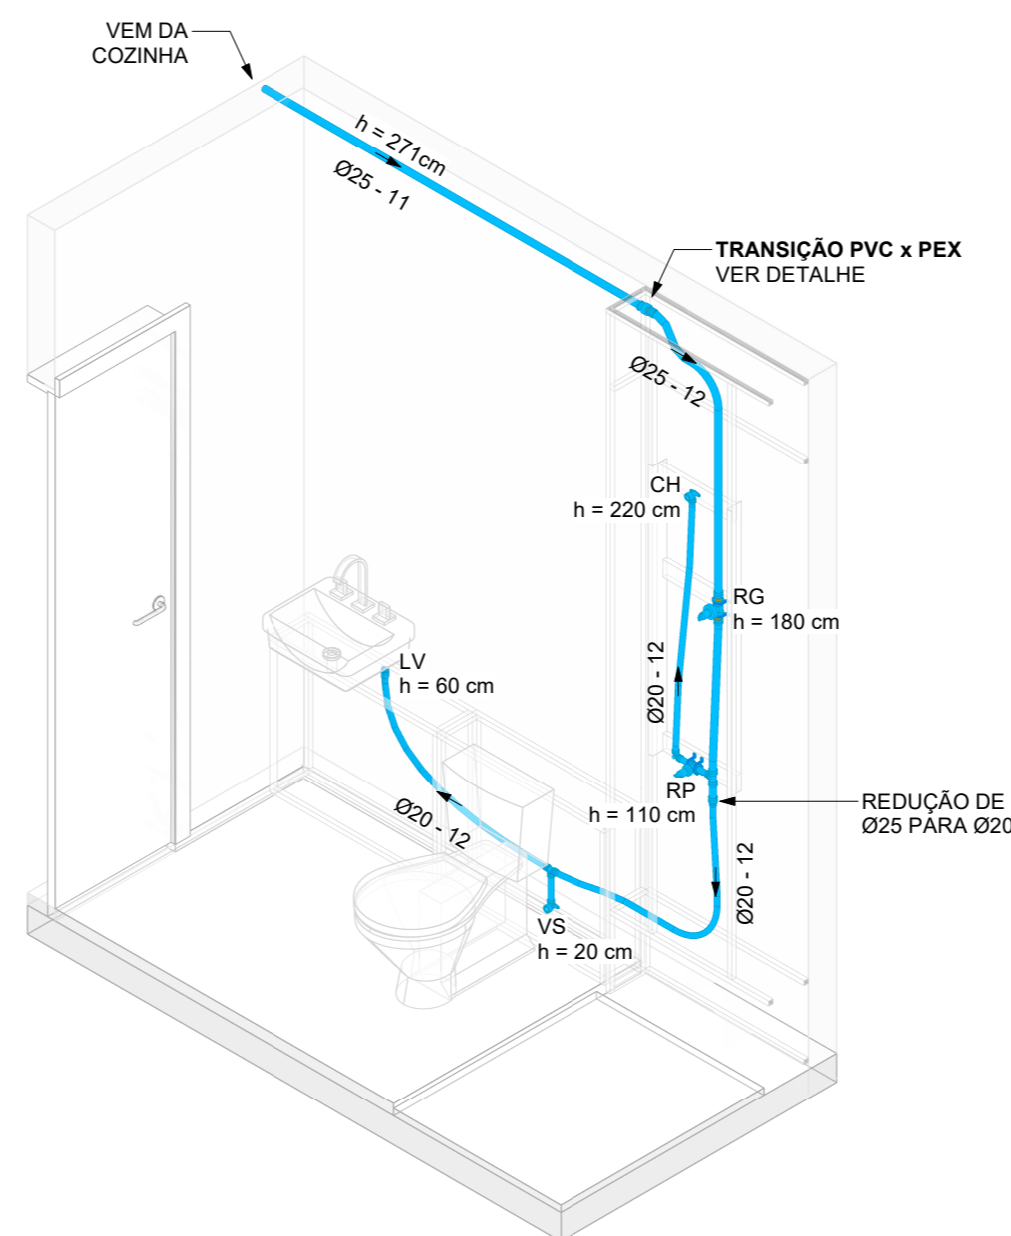 VEM DA
COZINHA
h = 271cm
Ø25 - 11
TRANSIÇÃO PVC x PEX
VER DETALHE
Ø25 - 12
CH
h = 220 cm
RG
h = 180 cm
Ø20 - 12
LV
h = 60 cm
RP
h = 110 cm
REDUÇÃO DE
Ø25 PARA Ø20
Ø20 - 12
Ø20 - 12
VS
h = 20 cm